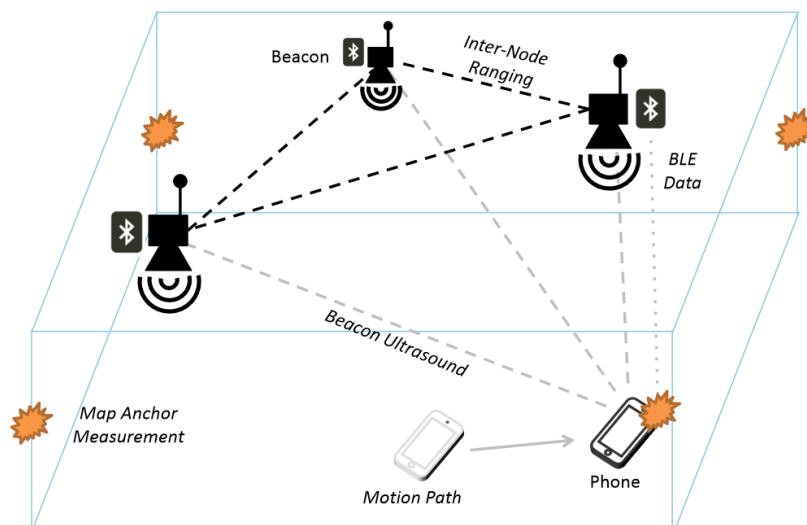 Beacon
Inter-Node
Ranging
BLE
Data
Beacon Ultrasound
Map Anchor
Measurement
Motion Path
Phone